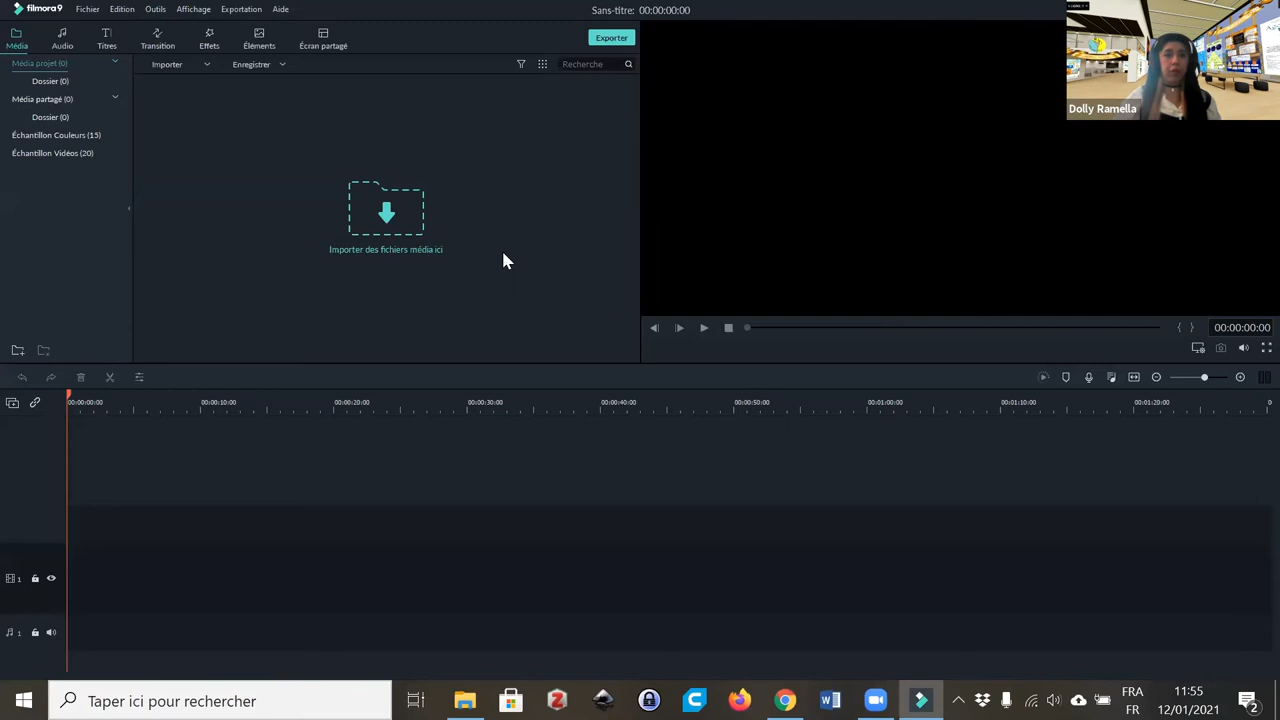 filmora9 Fichier Edition Outils Affichage Exportation Aide Sans-titre: 00:00:00:00
Média Audio Titres Transition Effets Éléments Écran partagé Exporter
Média projet (0) Importer Enregistrer Recherche
Dossier (0)
Média partagé (0)
Dossier (0)
Échantillon Couleurs (15)
Échantillon Vidéos (20)
Importer des fichiers média ici
Dolly Ramella
00:00:00:00
00:00:00:00 00:00:10:00 00:00:20:00 00:00:30:00 00:00:40:00 00:00:50:00 00:01:00:00 00:01:10:00 00:01:20:00 0
1
1
Taper ici pour rechercher
FRA
FR
11:55
12/01/2021
2